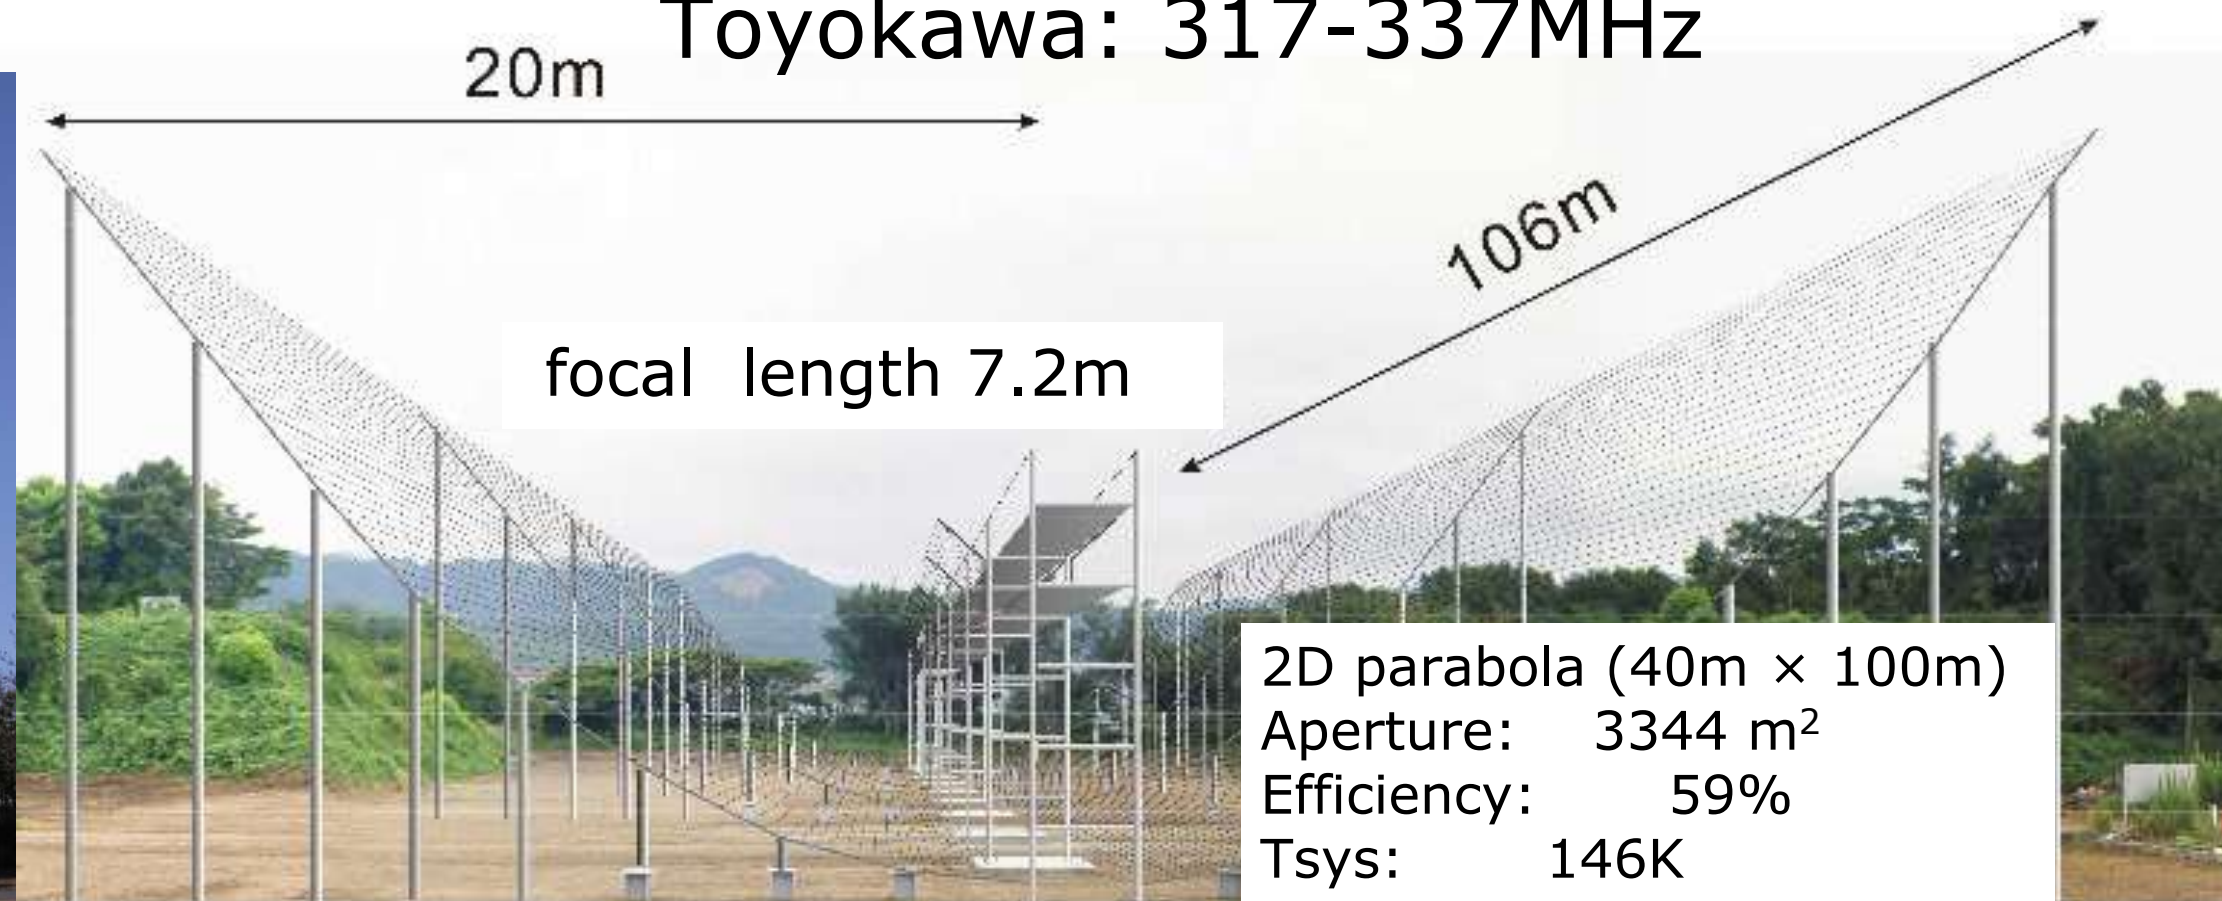 Toyokawa: 317-337MHz
20m
106m
focal length 7.2m
2D parabola (40m × 100m)
Aperture: 3344 m²
Efficiency: 59%
Tsys: 146K